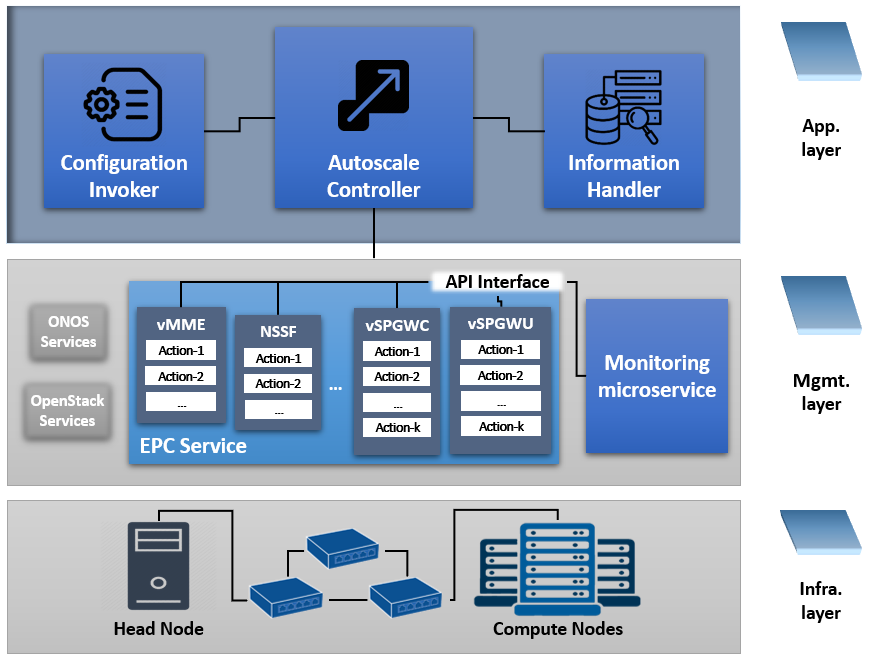 Configuration
Invoker
Autoscale
Controller
Information
Handler
App.
layer
API Interface
ONOS
Services
OpenStack
Services
vMME
Action-1
Action-2
...
NSSF
Action-1
Action-2
...
...
vSPGWC
Action-1
Action-2
...
Action-k
vSPGWU
Action-1
Action-2
...
Action-k
EPC Service
Monitoring
microservice
Mgmt.
layer
Head Node
Compute Nodes
Infra.
layer